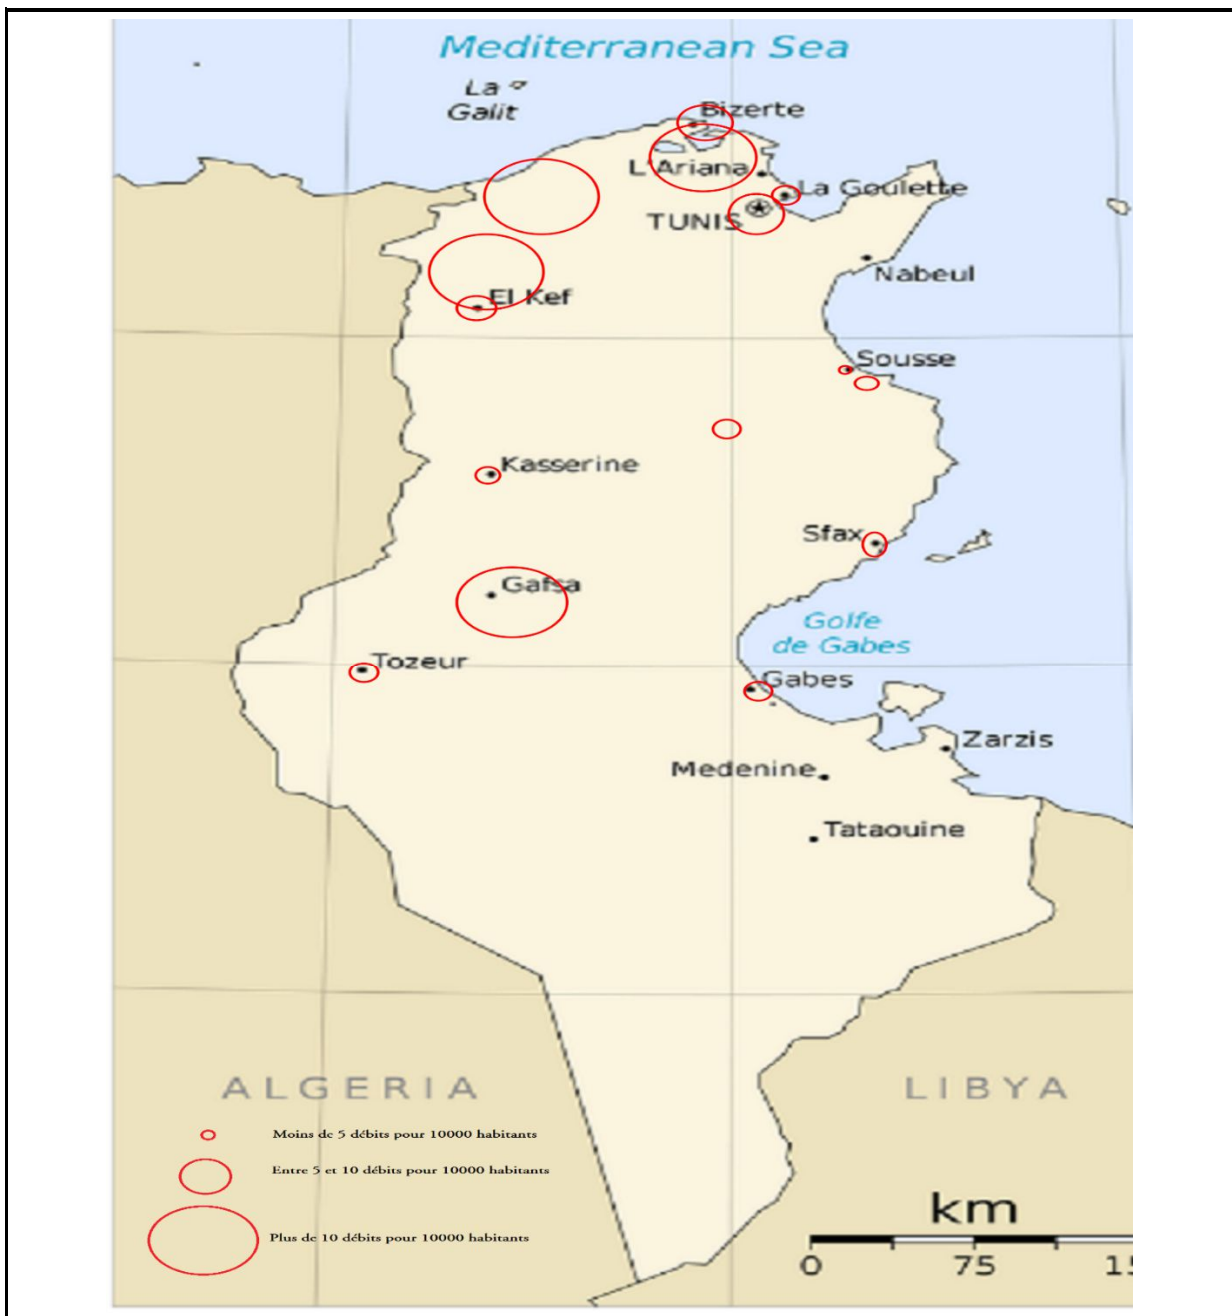 Mediterranean Sea
La
Galit
Bizerte
L'Ariana
La Goulette
TUNIS
Nabeul
El Kef
Sousse
Kasserine
Sfax
Gafsa
Golfe
de Gabes
Tozeur
Gabes
Zarzis
Medenine
Tataouine
ALGERIA
LIBYA
Moins de 5 débits pour 10000 habitants
Entre 5 et 10 débits pour 10000 habitants
Plus de 10 débits pour 10000 habitants
km
0 75